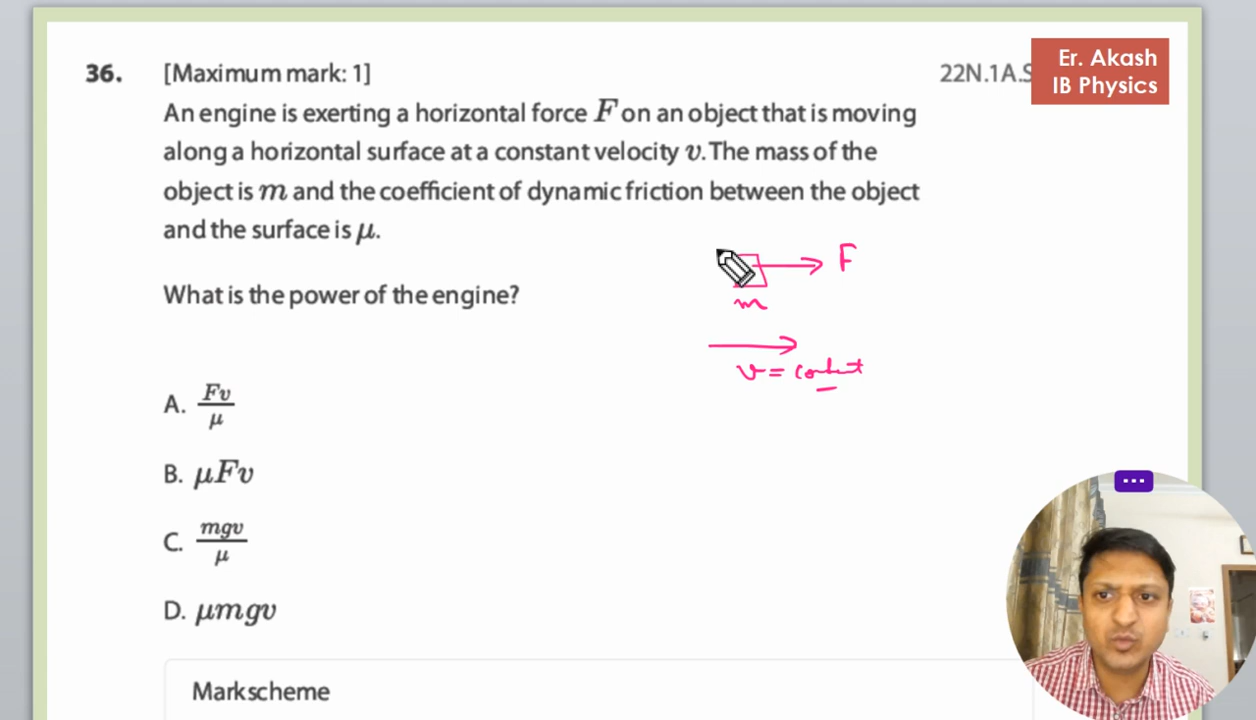 36. [Maximum mark: 1] 22N.1A.S
Er. Akash
IB Physics
An engine is exerting a horizontal force F on an object that is moving
along a horizontal surface at a constant velocity v. The mass of the
object is m and the coefficient of dynamic friction between the object
and the surface is μ.
F
m
What is the power of the engine?
v =
A. Fv/μ
B. μFv
C. mgv/μ
D. μmgv
Markscheme